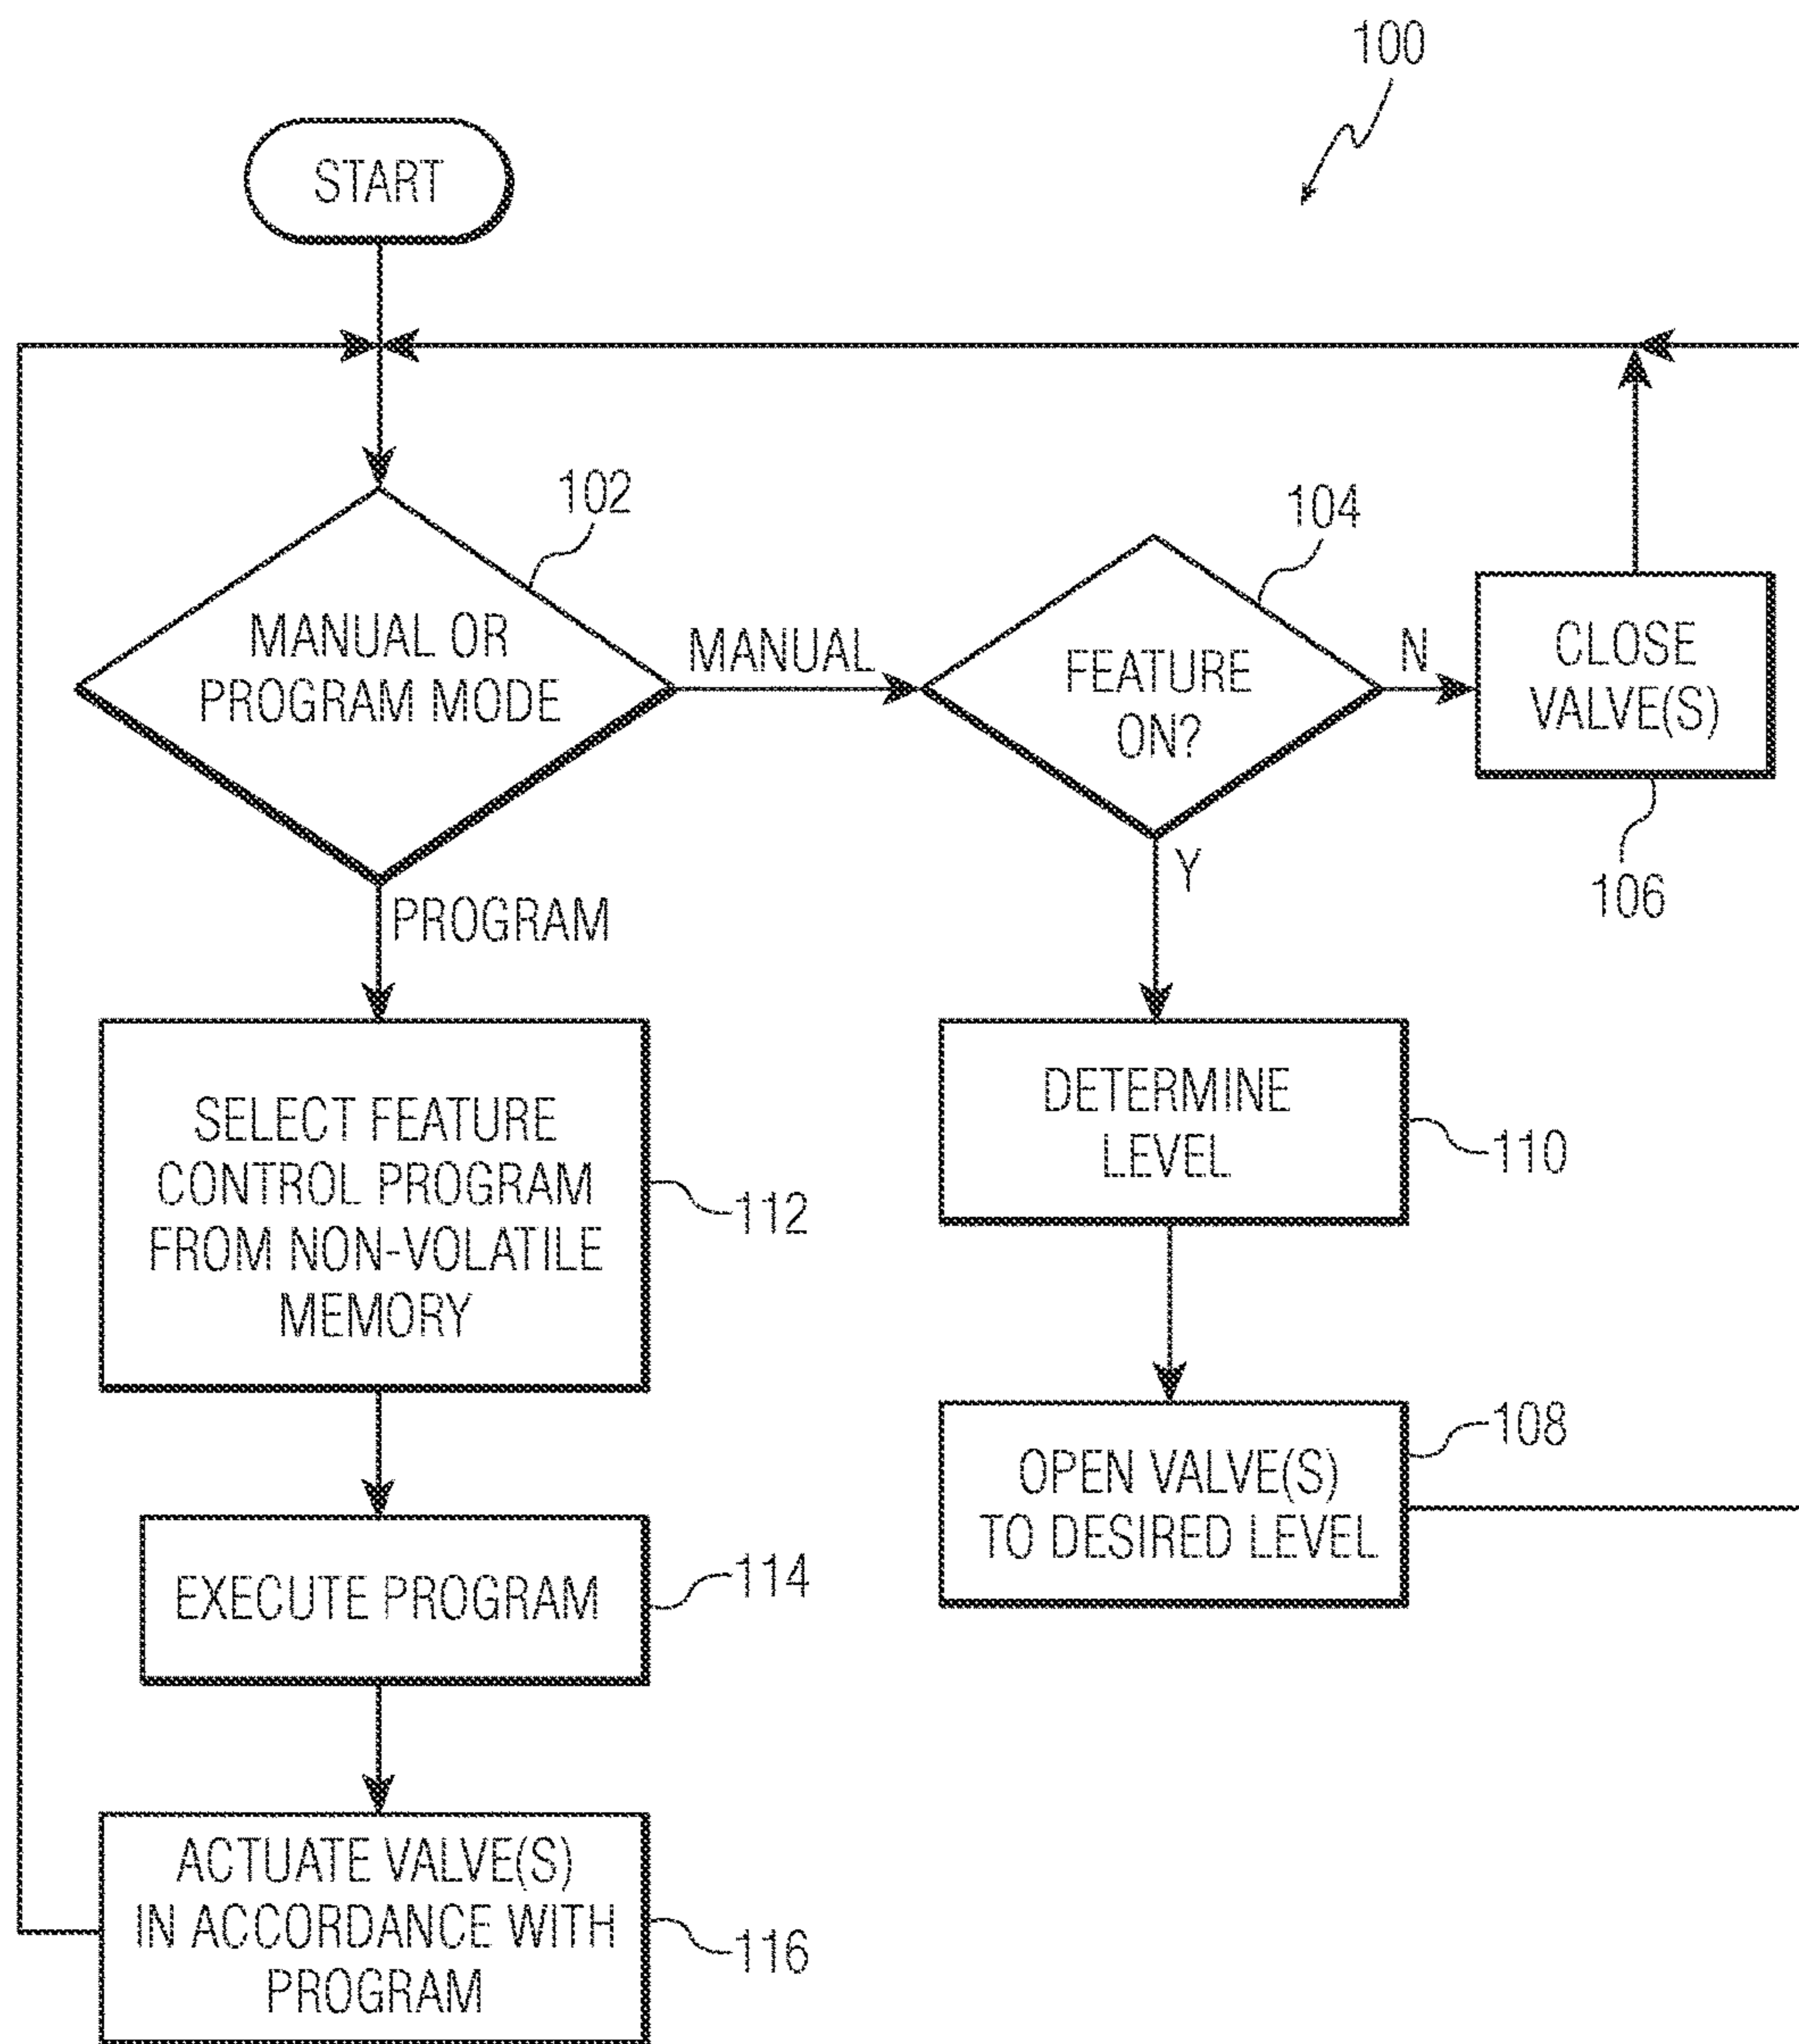 100
START
102
MANUAL OR
PROGRAM MODE
MANUAL
104
FEATURE
ON?
N
CLOSE
VALVE(S)
106
Y
PROGRAM
SELECT FEATURE
CONTROL PROGRAM
FROM NON-VOLATILE
MEMORY
112
DETERMINE
LEVEL
110
OPEN VALVE(S)
TO DESIRED LEVEL
108
EXECUTE PROGRAM
114
ACTUATE VALVE(S)
IN ACCORDANCE WITH
PROGRAM
116